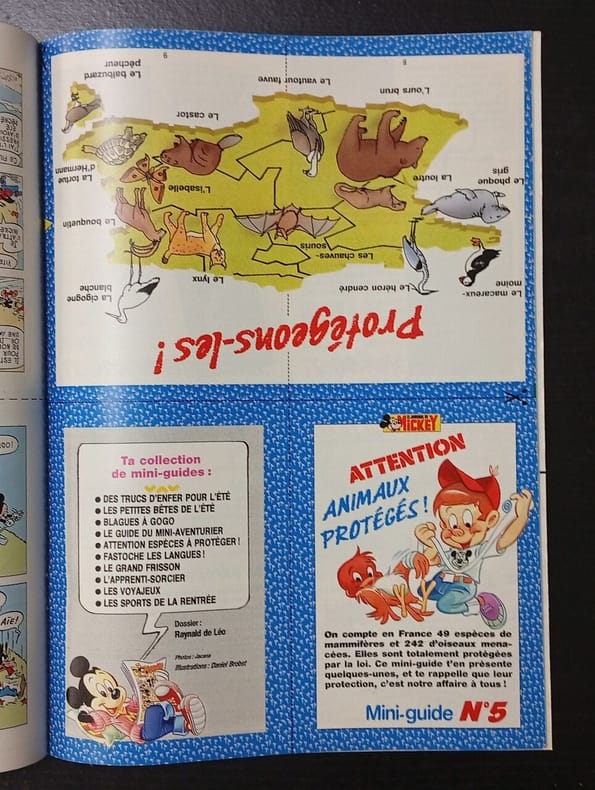 Le balbuzard
pêcheur
6
Le vautour fauve
8
L'ours brun
Le castor
La tortue
d'Hermann
L'isabelle
La loutre
Le phoque
gris
Le bouquetin
Les chauves-
souris
Le lynx
La cigogne
blanche
Le héron cendré
Le macareux-
moine
Protégeons-les !
Ta collection
de mini-guides :
• DES TRUCS D'ENFER POUR L'ÉTÉ
• LES PETITES BÊTES DE L'ÉTÉ
• BLAGUES À GOGO
• LE GUIDE DU MINI-AVENTURIER
• ATTENTION ESPÈCES À PROTÉGER !
• FASTOCHE LES LANGUES !
• LE GRAND FRISSON
• L'APPRENTI-SORCIER
• LES VOYAJEUX
• LES SPORTS DE LA RENTRÉE
Dossier :
Raynald de Léo
Photos : Jacana
Illustrations : Daniel Brobst
MICKEY
ATTENTION
ANIMAUX
PROTÉGÉS !
On compte en France 49 espèces de
mammifères et 242 d'oiseaux mena-
cées. Elles sont totalement protégées
par la loi. Ce mini-guide t'en présente
quelques-unes, et te rappelle que leur
protection, c'est notre affaire à tous !
Mini-guide N°5
AÏE!